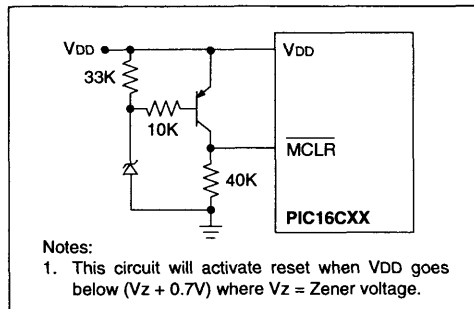 VDD VDD
33K
10K
MCLR
40K
PIC16CXX
Notes:
1. This circuit will activate reset when VDD goes
below (Vz + 0.7V) where Vz = Zener voltage.